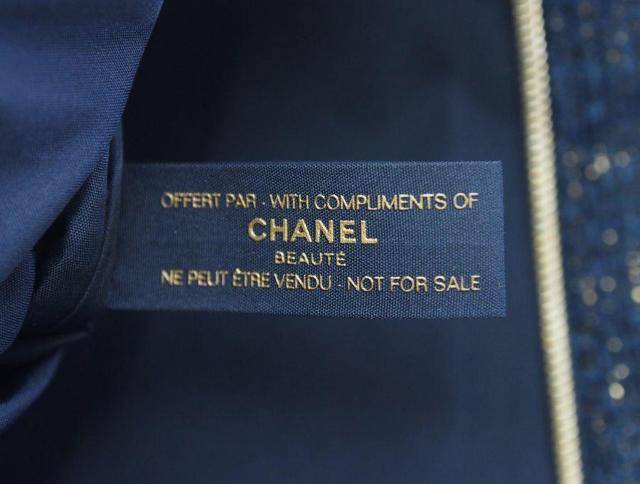 OFFERT PAR - WITH COMPLIMENTS OF
CHANEL
BEAUTÉ
NE PEUT ÊTRE VENDU - NOT FOR SALE